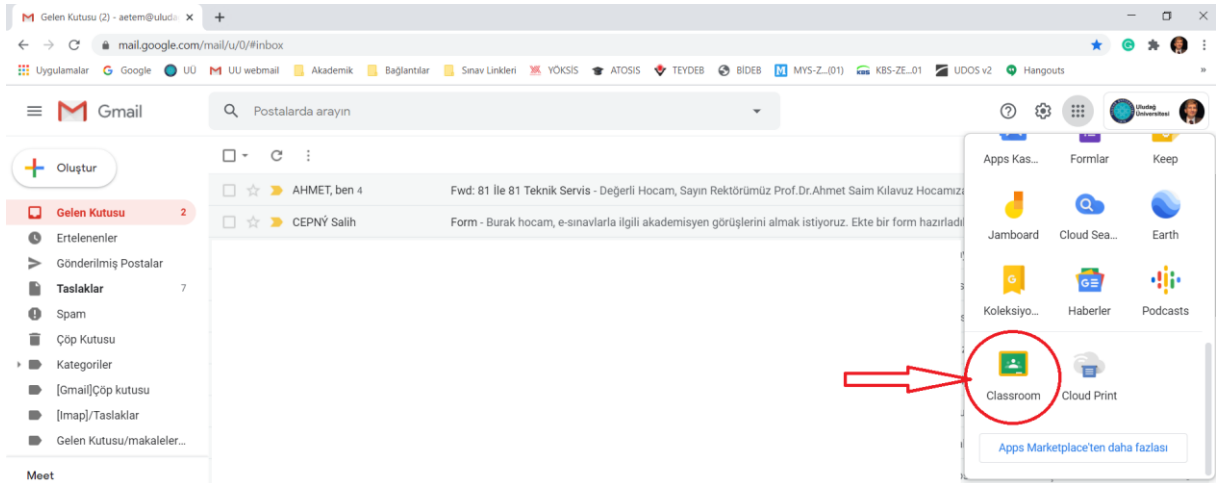 Gelen Kutusu (2) - aetem@uluda
mail.google.com/mail/u/0/#inbox
Uygulamalar Google UÜ UU webmail Akademik Bağlantılar Sınav Linkleri YÖKSİS ATOSIS TEYDEB BİDEB MYS-Z...(01) KBS-ZE...01 UDOS v2 Hangouts »
Gmail
Postalarda arayın
Uludağ
Üniversitesi
Oluştur
Gelen Kutusu 2
Ertelenenler
Gönderilmiş Postalar
Taslaklar 7
Spam
Çöp Kutusu
Kategoriler
[Gmail]Çöp kutusu
[Imap]/Taslaklar
Gelen Kutusu/makaleler...
Meet
AHMET, ben 4 Fwd: 81 İle 81 Teknik Servis - Değerli Hocam, Sayın Rektörümüz Prof.Dr.Ahmet Saim Kılavuz Hocamıza
CEPNÝ Salih Form - Burak hocam, e-sınavlarla ilgili akademisyen görüşlerini almak istiyoruz. Ekte bir form hazırladı
Apps Kas... Formlar Keep
Jamboard Cloud Sea... Earth
Koleksiyo... Haberler Podcasts
Classroom Cloud Print
Apps Marketplace'ten daha fazlası